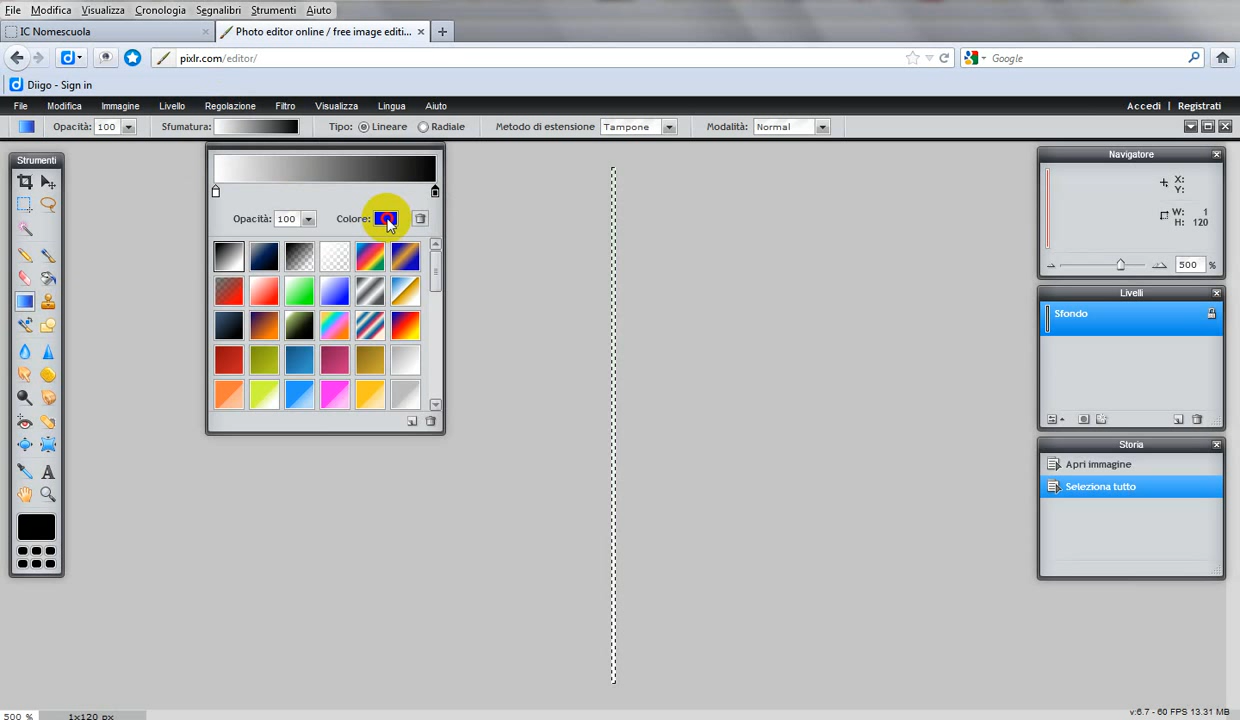 File Modifica Visualizza Cronologia Segnalibri Strumenti Aiuto
IC Nomescuola × Photo editor online / free image editi... × +
pixlr.com/editor/ Google
Diigo - Sign in
File Modifica Immagine Livello Regolazione Filtro Visualizza Lingua Aiuto Accedi | Registrati
Opacità: 100 Sfumatura: Tipo: Lineare Radiale Metodo di estensione Tampone Modalità: Normal
Strumenti
Opacità: 100 Colore:
Navigatore
X:
Y:
W: 1
H: 120
500 %
Livelli
Sfondo
Storia
Apri immagine
Seleziona tutto
500 % 1x120 px
v:6.7 - 60 FPS 13.31 MB